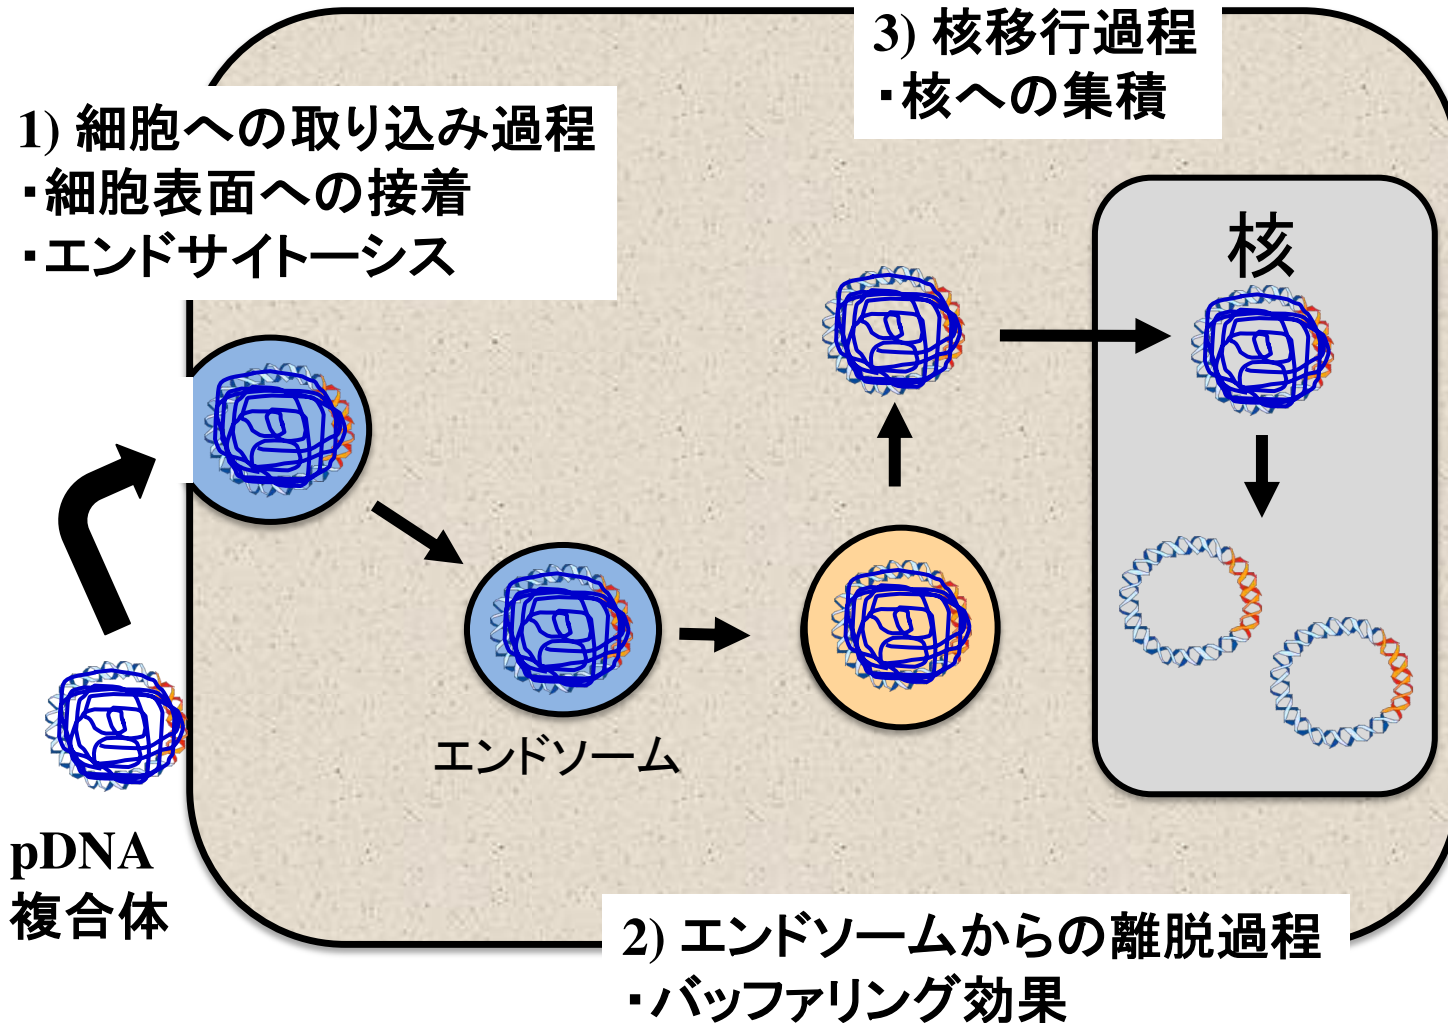 1) 細胞への取り込み過程
・細胞表面への接着
・エンドサイトーシス
3) 核移行過程
・核への集積
核
エンドソーム
pDNA
複合体
2) エンドソームからの離脱過程
・バッファリング効果